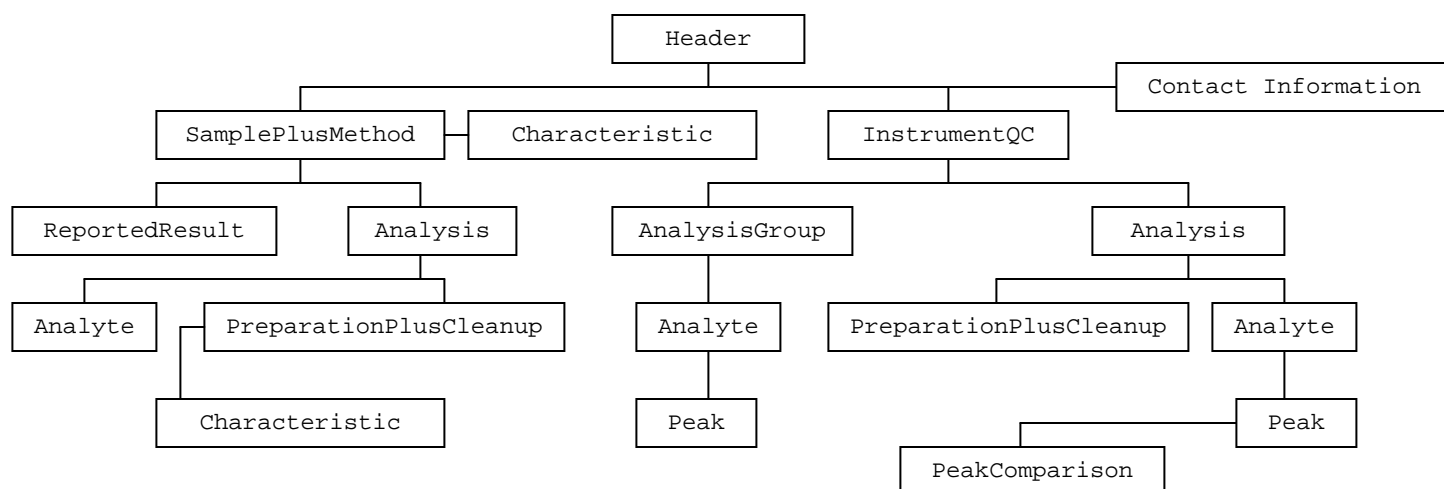 Header
Contact Information
SamplePlusMethod
Characteristic
InstrumentQC
ReportedResult
Analysis
AnalysisGroup
Analysis
Analyte
PreparationPlusCleanup
Analyte
PreparationPlusCleanup
Analyte
Characteristic
Peak
Peak
PeakComparison